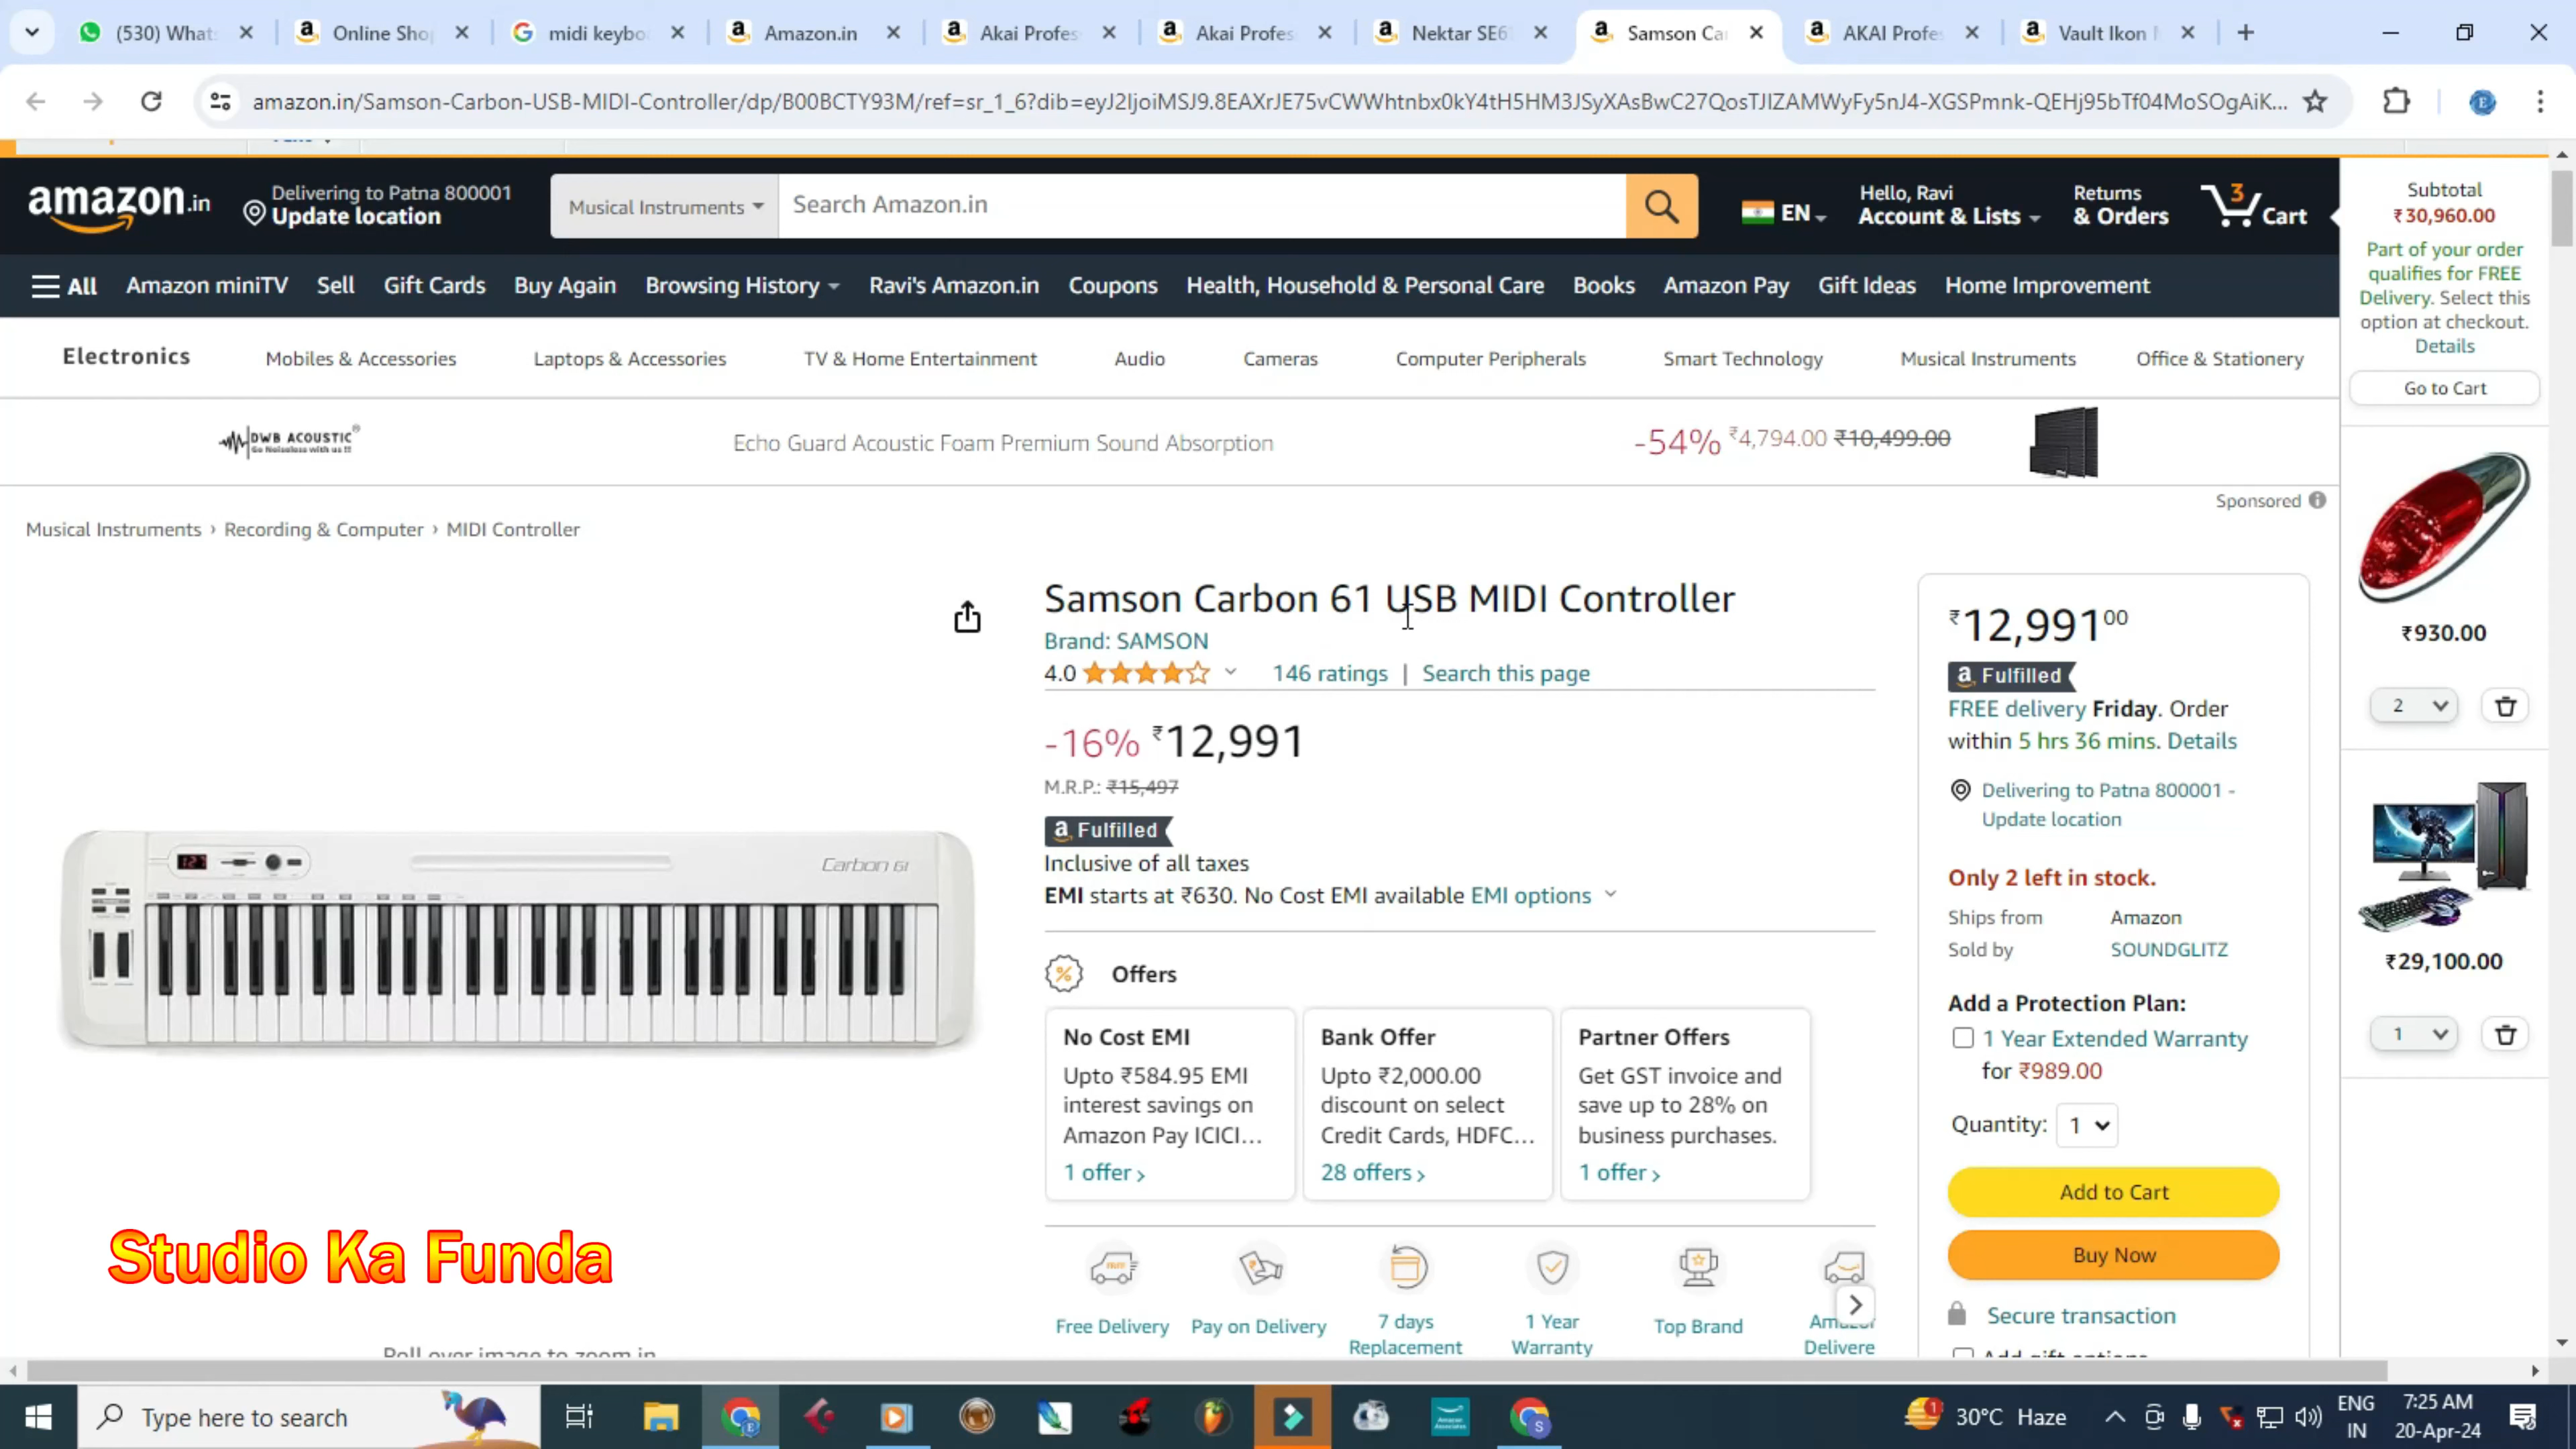 (530) What
Online Sho
midi keybo
Amazon.in
Akai Profes
Akai Profes
Nektar SE6
Samson Ca
AKAI Profe
Vault Ikon
amazon.in/Samson-Carbon-USB-MIDI-Controller/dp/B00BCTY93M/ref=sr_1_6?dib=eyJ2IjoiMSJ9.8EAXrJE75vCWWhtnbx0kY4tH5HM3JSyXAsBwC27QosTJIZAMWyFy5nJ4-XGSPmnk-QEHj95bTf04MoSOgAiK...
amazon.in
Delivering to Patna 800001
Update location
Musical Instruments
Search Amazon.in
EN
Hello, Ravi
Account & Lists
Returns
& Orders
3
Cart
Subtotal
₹30,960.00
Part of your order
qualifies for FREE
Delivery. Select this
option at checkout.
Details
Go to Cart
All
Amazon miniTV
Sell
Gift Cards
Buy Again
Browsing History
Ravi's Amazon.in
Coupons
Health, Household & Personal Care
Books
Amazon Pay
Gift Ideas
Home Improvement
Electronics
Mobiles & Accessories
Laptops & Accessories
TV & Home Entertainment
Audio
Cameras
Computer Peripherals
Smart Technology
Musical Instruments
Office & Stationery
DWB ACOUSTIC®
Go Noiseless with us !!
Echo Guard Acoustic Foam Premium Sound Absorption
-54% ₹4,794.00 ₹10,499.00
Sponsored
Musical Instruments › Recording & Computer › MIDI Controller
Samson Carbon 61 USB MIDI Controller
Brand: SAMSON
4.0
146 ratings | Search this page
-16% ₹12,991
M.R.P.: ₹15,497
a Fulfilled
Inclusive of all taxes
EMI starts at ₹630. No Cost EMI available EMI options
Offers
No Cost EMI
Upto ₹584.95 EMI
interest savings on
Amazon Pay ICICI...
1 offer ›
Bank Offer
Upto ₹2,000.00
discount on select
Credit Cards, HDFC...
28 offers ›
Partner Offers
Get GST invoice and
save up to 28% on
business purchases.
1 offer ›
Free Delivery
Pay on Delivery
7 days
Replacement
1 Year
Warranty
Top Brand
Delivere
Carbon 61
Studio Ka Funda
Roll over image to zoom in
₹12,991⁰⁰
a Fulfilled
FREE delivery Friday. Order
within 5 hrs 36 mins. Details
Delivering to Patna 800001 -
Update location
Only 2 left in stock.
Ships from Amazon
Sold by SOUNDGLITZ
Add a Protection Plan:
1 Year Extended Warranty
for ₹989.00
Quantity: 1
Add to Cart
Buy Now
Secure transaction
Add gift options
₹930.00
2
₹29,100.00
1
Type here to search
30°C Haze
ENG
IN
7:25 AM
20-Apr-24